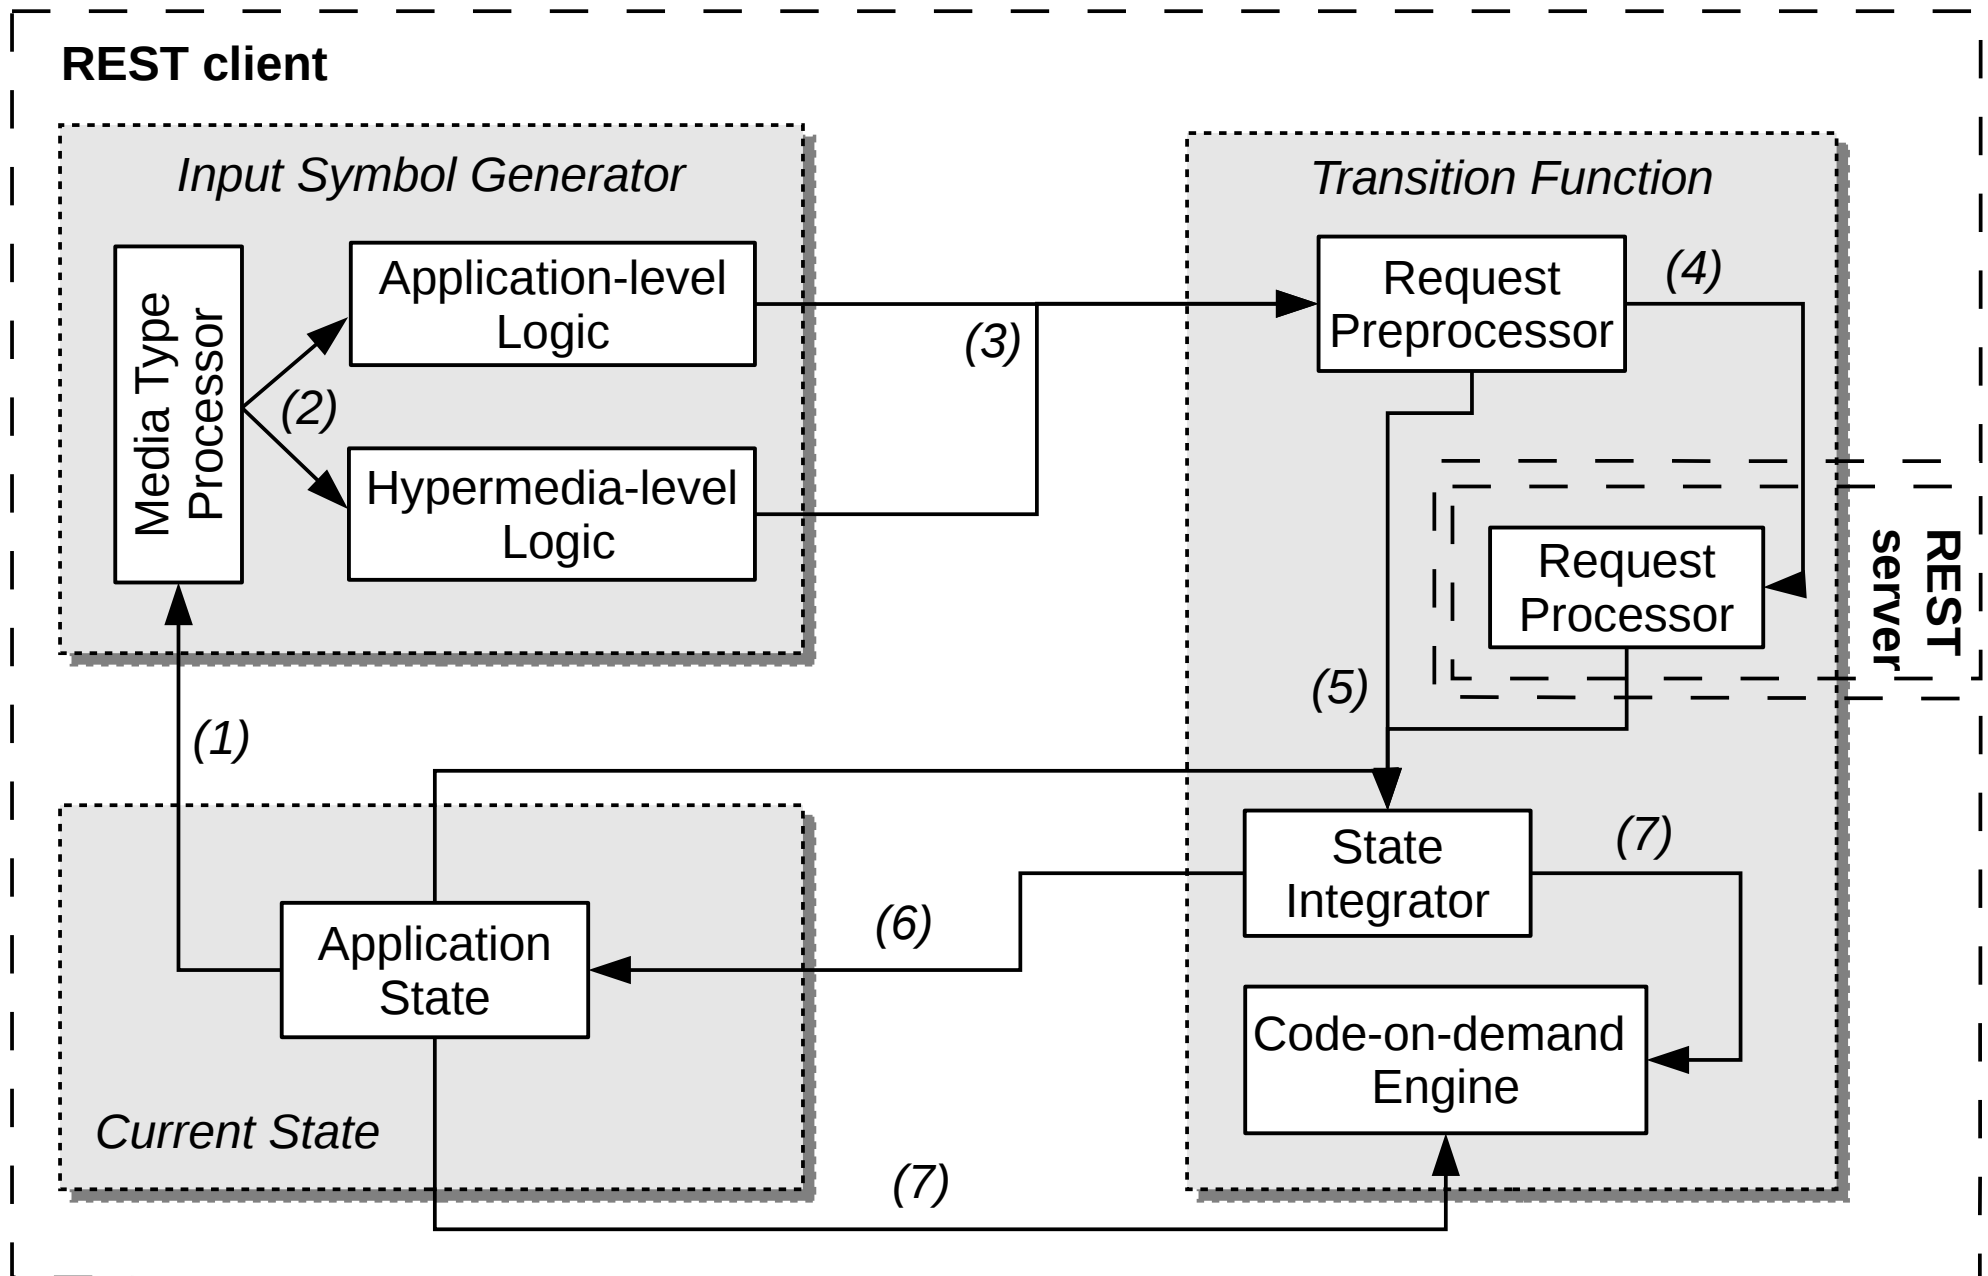 REST client
Input Symbol Generator
Media Type
Processor
Application-level
Logic
(2)
Hypermedia-level
Logic
(3)
Transition Function
Request
Preprocessor
(4)
Request
Processor
REST
server
(5)
(1)
State
Integrator
(7)
(6)
Application
State
Current State
Code-on-demand
Engine
(7)